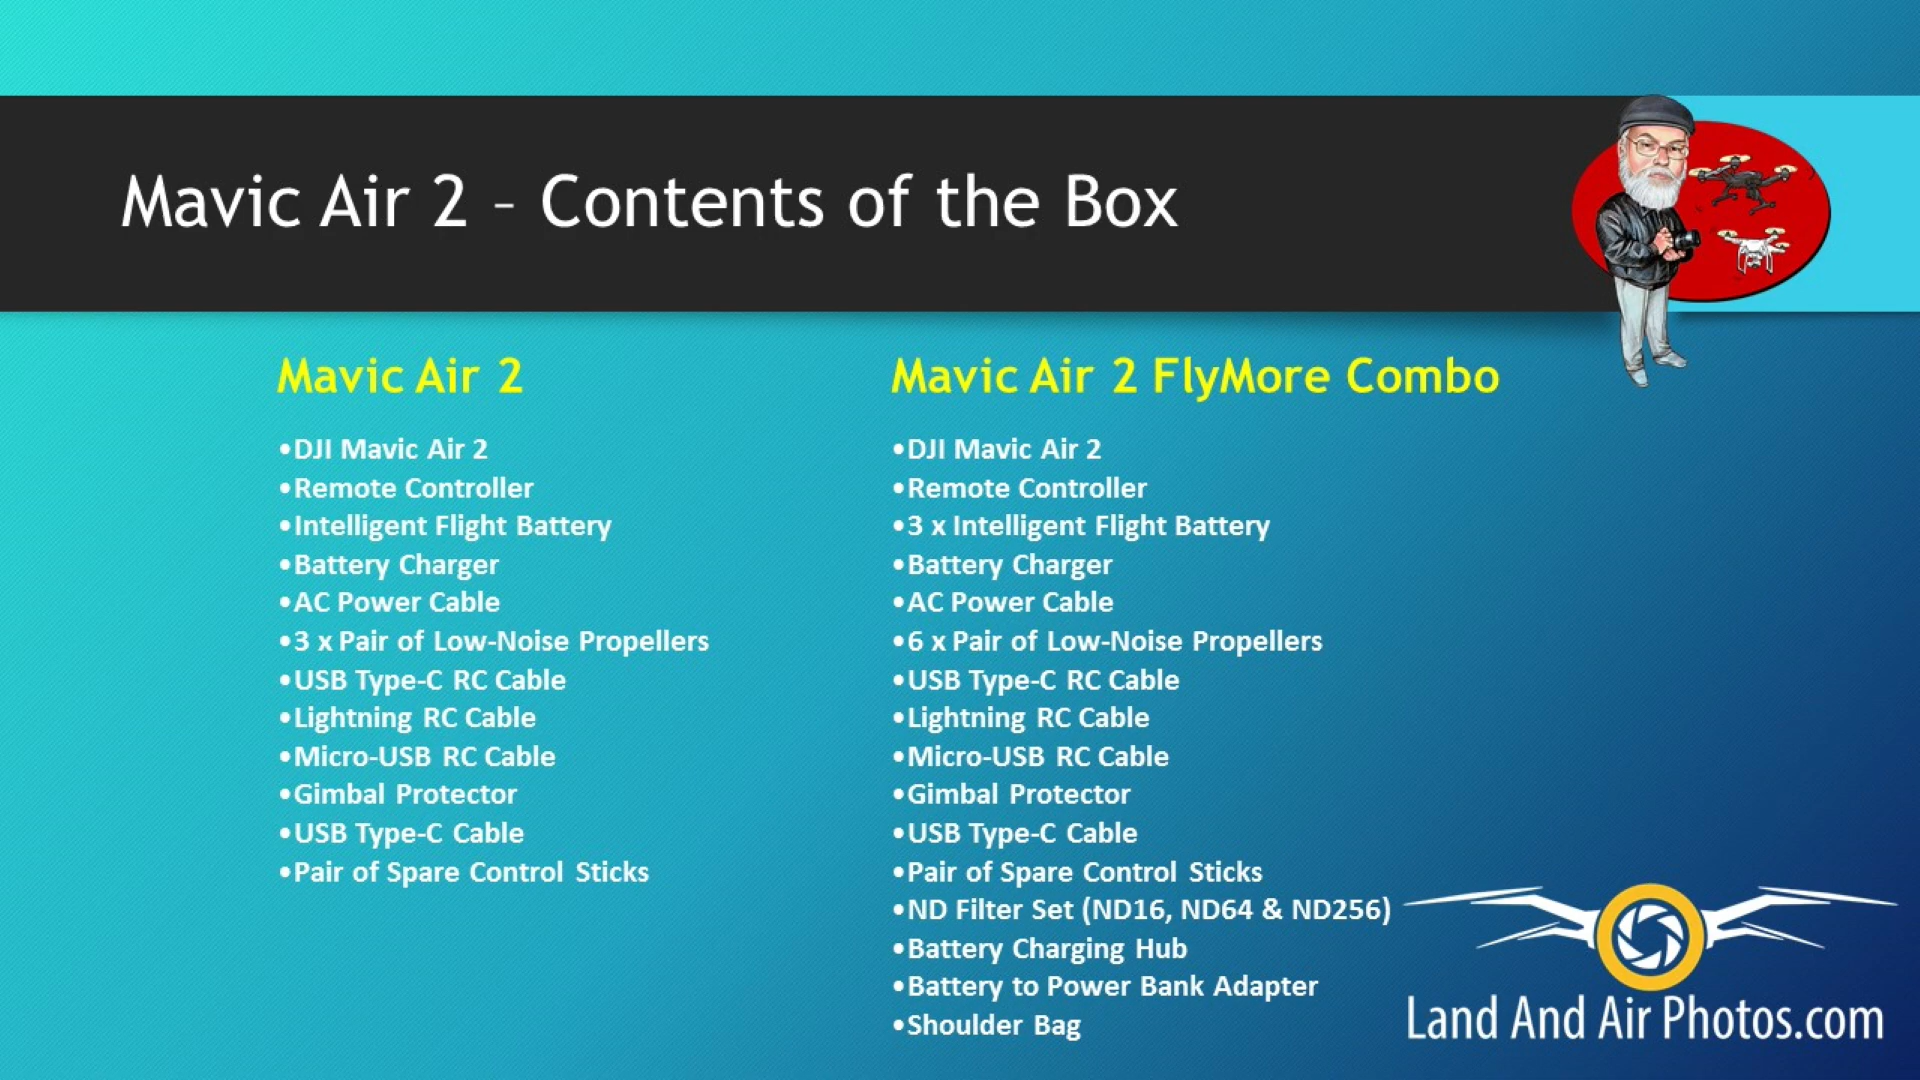 Mavic Air 2 – Contents of the Box
Mavic Air 2
•DJI Mavic Air 2
•Remote Controller
•Intelligent Flight Battery
•Battery Charger
•AC Power Cable
•3 x Pair of Low-Noise Propellers
•USB Type-C RC Cable
•Lightning RC Cable
•Micro-USB RC Cable
•Gimbal Protector
•USB Type-C Cable
•Pair of Spare Control Sticks
Mavic Air 2 FlyMore Combo
•DJI Mavic Air 2
•Remote Controller
•3 x Intelligent Flight Battery
•Battery Charger
•AC Power Cable
•6 x Pair of Low-Noise Propellers
•USB Type-C RC Cable
•Lightning RC Cable
•Micro-USB RC Cable
•Gimbal Protector
•USB Type-C Cable
•Pair of Spare Control Sticks
•ND Filter Set (ND16, ND64 & ND256)
•Battery Charging Hub
•Battery to Power Bank Adapter
•Shoulder Bag
Land And Air Photos.com